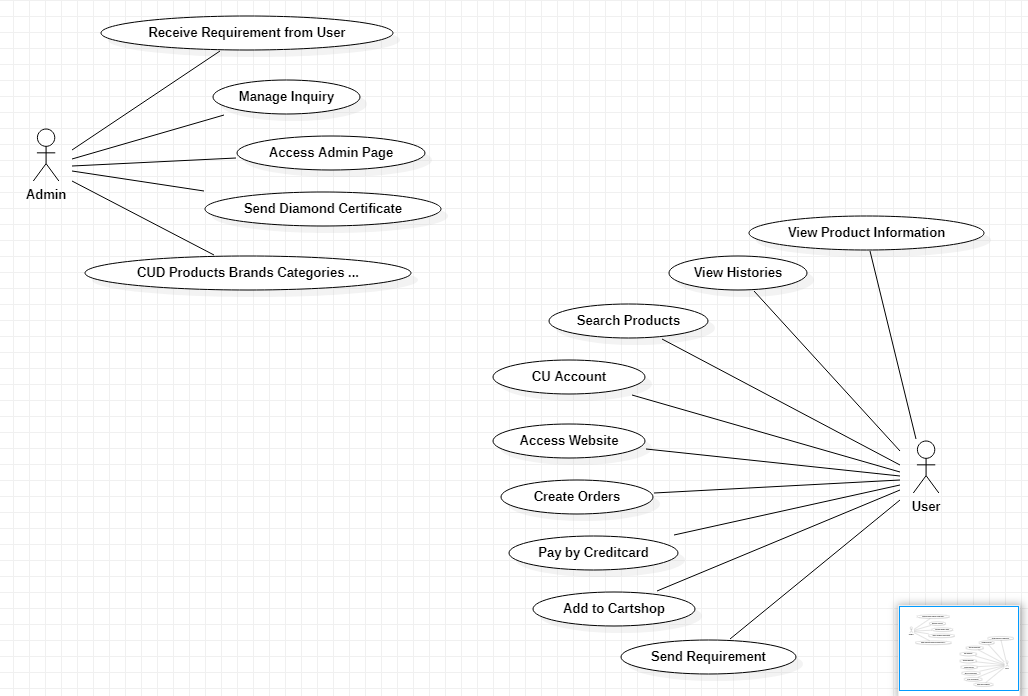 Receive Requirement from User
Manage Inquiry
Access Admin Page
Admin
Send Diamond Certificate
CUD Products Brands Categories ...
View Product Information
View Histories
Search Products
CU Account
Access Website
Create Orders
User
Pay by Creditcard
Add to Cartshop
Send Requirement